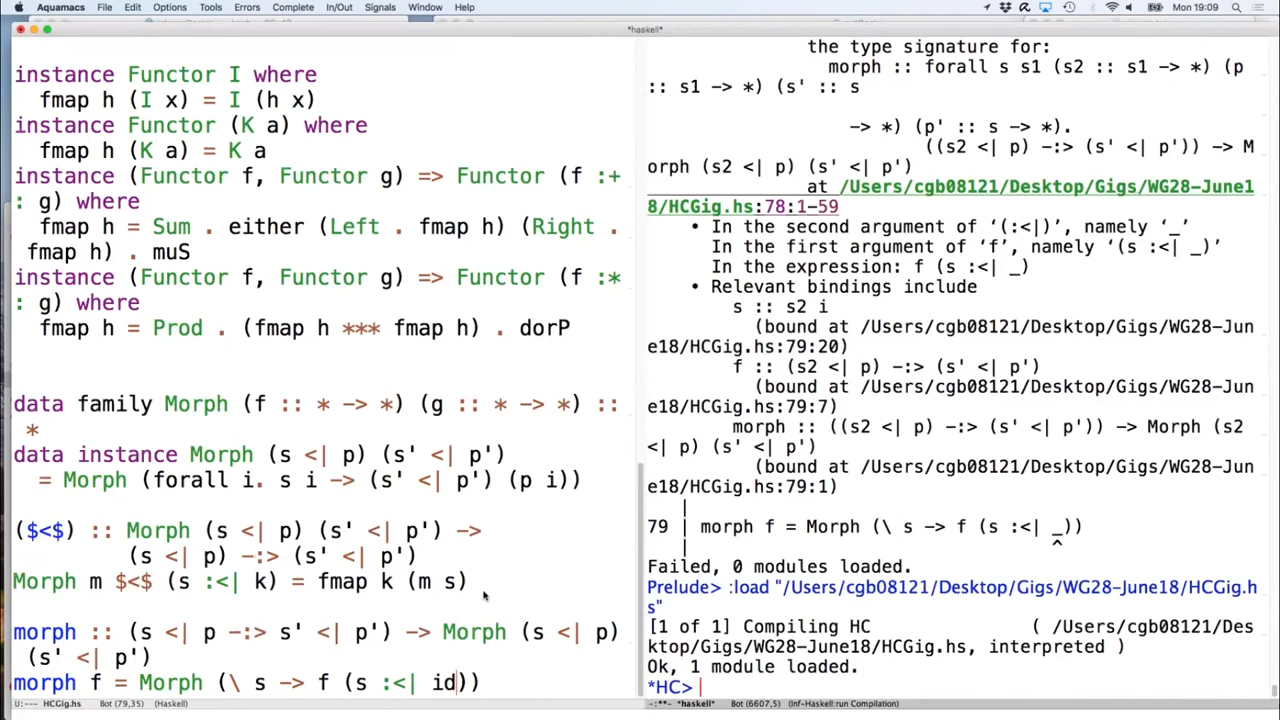 Aquamacs File Edit Options Tools Errors Complete In/Out Signals Window Help Mon 19:09
*haskell*
instance Functor I where
  fmap h (I x) = I (h x)
instance Functor (K a) where
  fmap h (K a) = K a
instance (Functor f, Functor g) => Functor (f :+
: g) where
  fmap h = Sum . either (Left . fmap h) (Right .
 fmap h) . muS
instance (Functor f, Functor g) => Functor (f :*
: g) where
  fmap h = Prod . (fmap h *** fmap h) . dorP
data family Morph (f :: * -> *) (g :: * -> *) ::
 *
data instance Morph (s <| p) (s' <| p')
  = Morph (forall i. s i -> (s' <| p') (p i))
($<$) :: Morph (s <| p) (s' <| p') ->
         (s <| p) -:> (s' <| p')
Morph m $<$ (s :<| k) = fmap k (m s)
morph :: (s <| p -:> s' <| p') -> Morph (s <| p)
 (s' <| p')
morph f = Morph (\ s -> f (s :<| id))
U:--- HCGig.hs Bot (79,35) (Haskell)
the type signature for:
morph :: forall s s1 (s2 :: s1 -> *) (p
:: s1 -> *) (s' :: s
-> *) (p' :: s -> *).
((s2 <| p) -:> (s' <| p')) -> M
orph (s2 <| p) (s' <| p')
at /Users/cgb08121/Desktop/Gigs/WG28-June1
8/HCGig.hs:78:1-59
• In the second argument of ‘(:<|)’, namely ‘_’
In the first argument of ‘f’, namely ‘(s :<| _)’
In the expression: f (s :<| _)
• Relevant bindings include
s :: s2 i
(bound at /Users/cgb08121/Desktop/Gigs/WG28-Jun
e18/HCGig.hs:79:20)
f :: (s2 <| p) -:> (s' <| p')
(bound at /Users/cgb08121/Desktop/Gigs/WG28-Jun
e18/HCGig.hs:79:7)
morph :: ((s2 <| p) -:> (s' <| p')) -> Morph (s2
<| p) (s' <| p')
(bound at /Users/cgb08121/Desktop/Gigs/WG28-Jun
e18/HCGig.hs:79:1)
|
79 | morph f = Morph (\ s -> f (s :<| _))
| ^
Failed, 0 modules loaded.
Prelude> :load "/Users/cgb08121/Desktop/Gigs/WG28-June18/HCGig.h
s"
[1 of 1] Compiling HC ( /Users/cgb08121/Des
ktop/Gigs/WG28-June18/HCGig.hs, interpreted )
Ok, 1 module loaded.
*HC>
-:**- *haskell* Bot (6607,5) (Inf-Haskell:run Compilation)